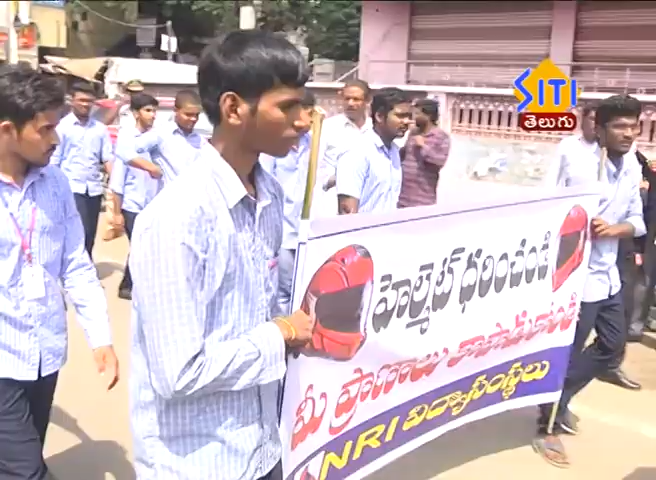 SITI
తెలుగు
హెల్మెట్ ధరించండి
మీ ప్రాణాలు కాపాడుకోండి
NRI విద్యాసంస్థలు